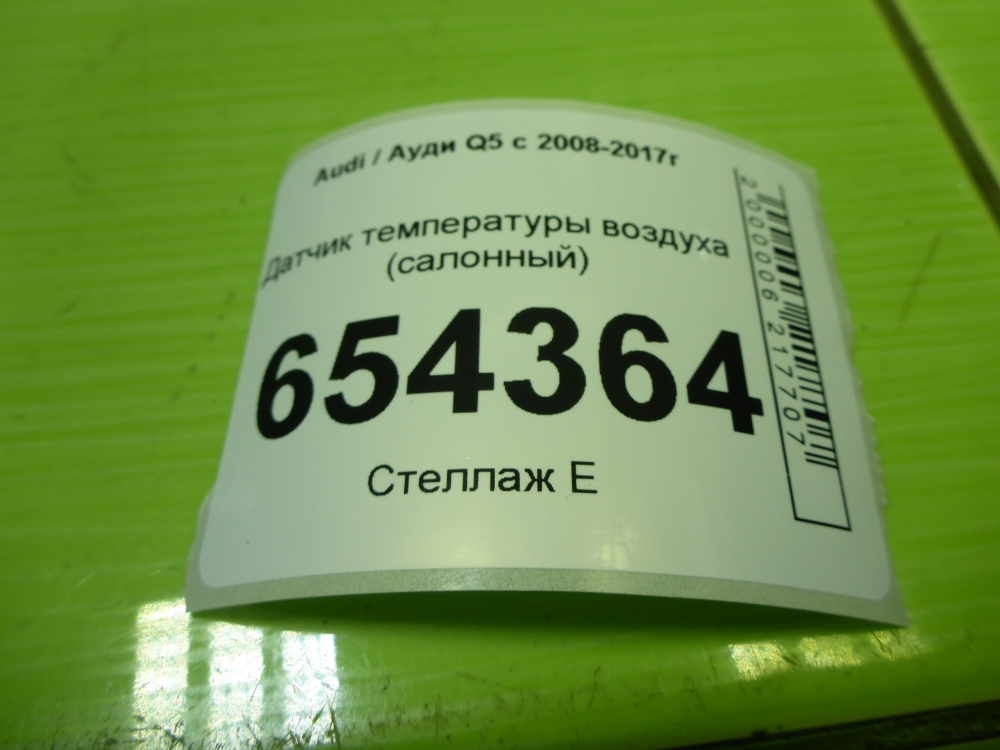 Audi / Ауди Q5 с 2008-2017г
Датчик температуры воздуха
(салонный)
654364
Стеллаж Е
2000006217707